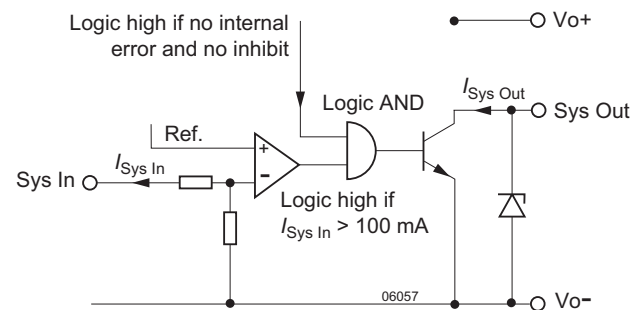 Logic high if no internal
error and no inhibit
Vo+
I Sys Out
Logic AND
Sys Out
Ref.
+
I Sys In
Sys In
-
Logic high if
I Sys In > 100 mA
06057
Vo-